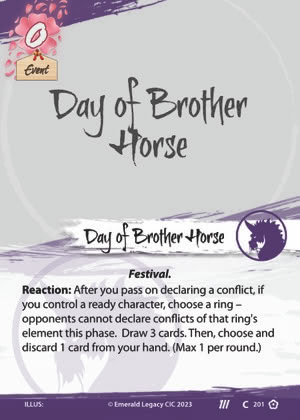 0
Event
Day of Brother
Horse
Day of Brother Horse
Festival.
Reaction: After you pass on declaring a conflict, if
you control a ready character, choose a ring –
opponents cannot declare conflicts of that ring's
element this phase.  Draw 3 cards. Then, choose and
discard 1 card from your hand. (Max 1 per round.)
ILLUS: © Emerald Legacy CIC 2023 C 201